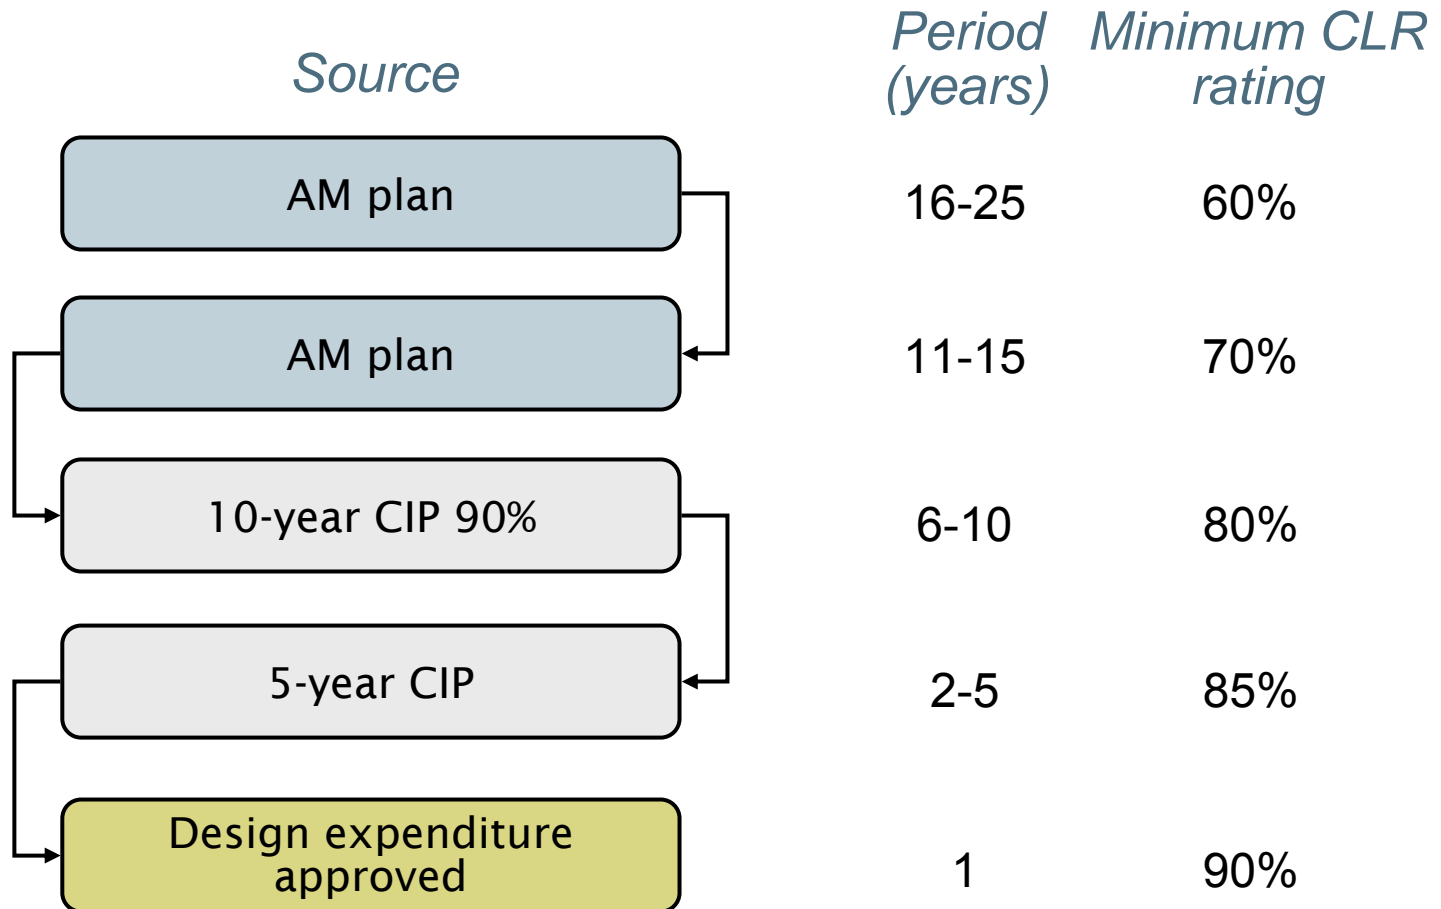 Source
Period
(years)
Minimum CLR
rating
AM plan
16-25
60%
AM plan
11-15
70%
10-year CIP 90%
6-10
80%
5-year CIP
2-5
85%
Design expenditure
approved
1
90%